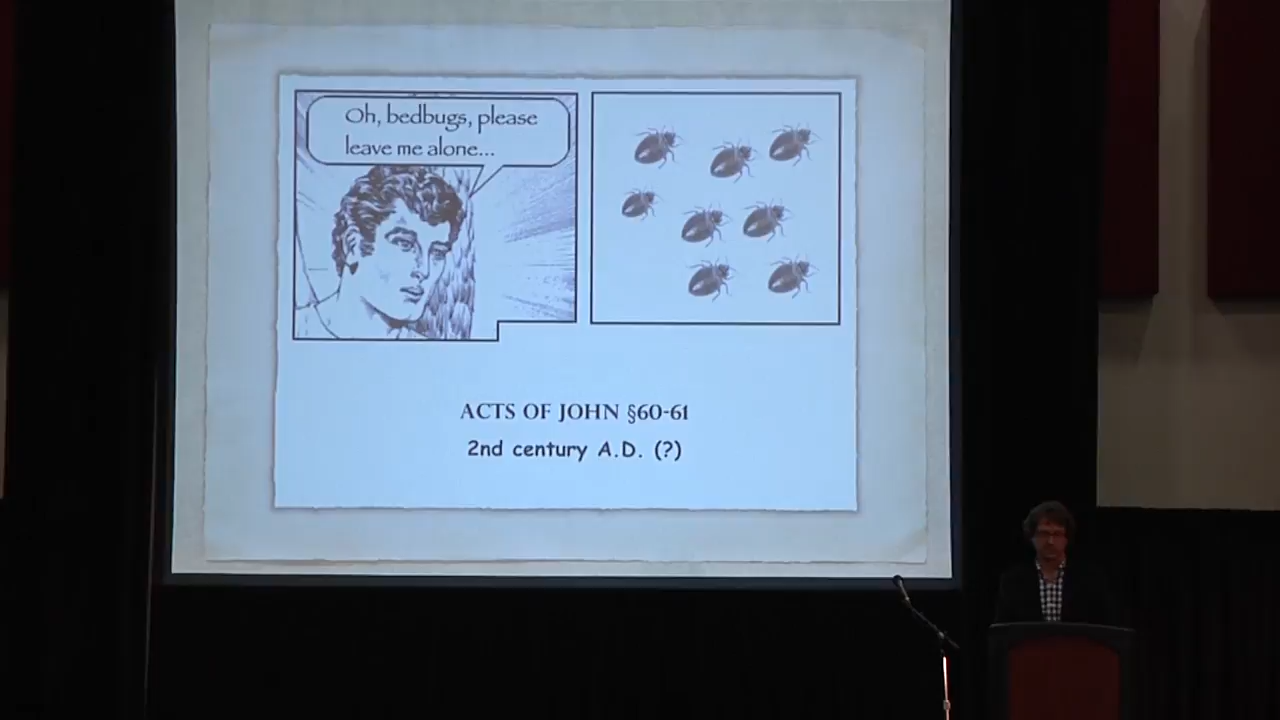 Oh, bedbugs, please
leave me alone...
ACTS OF JOHN §60-61
2nd century A.D. (?)